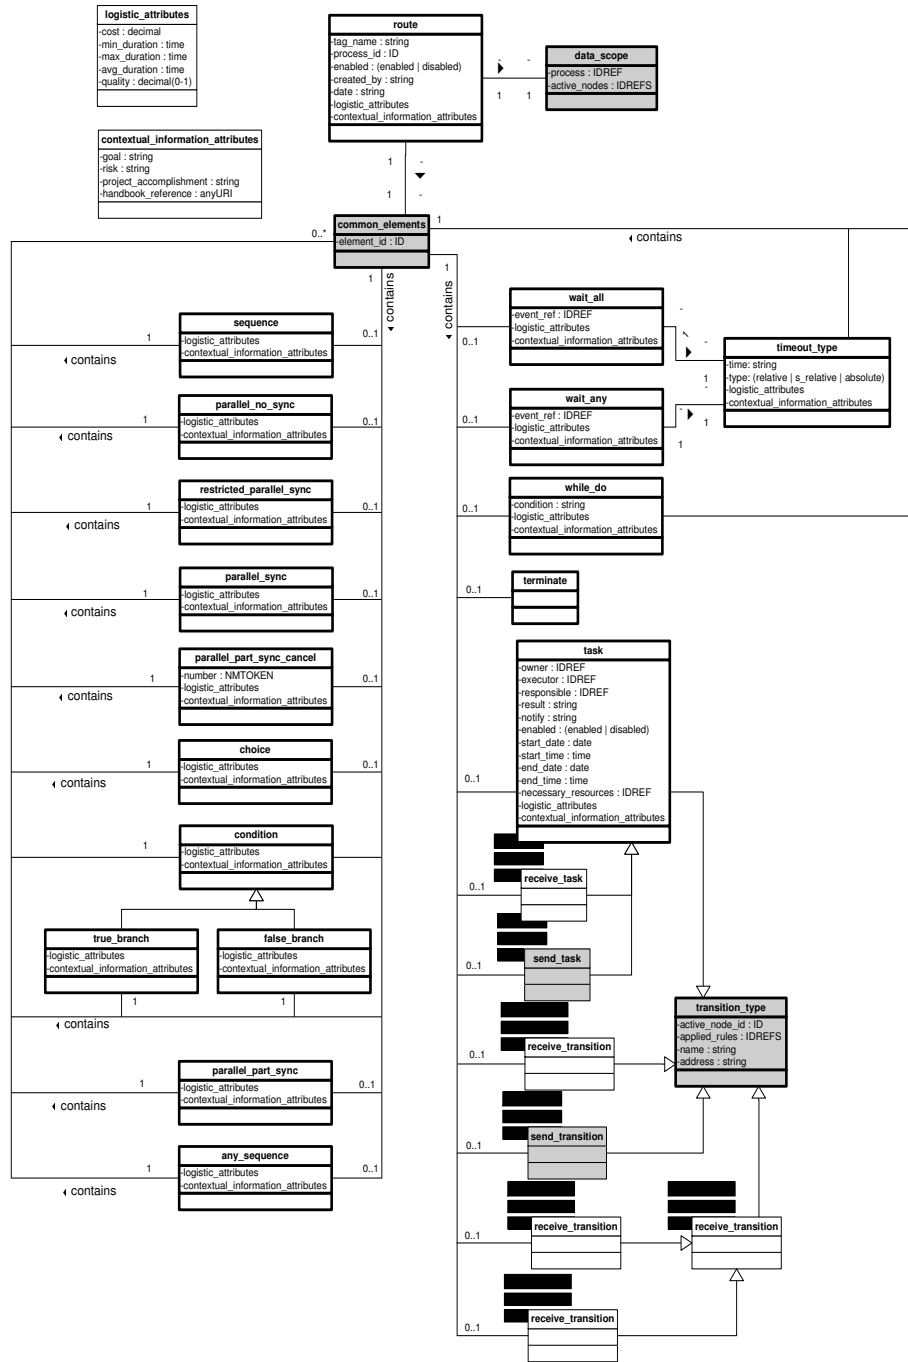 logistic_attributes
-cost : decimal
-min_duration : time
-max_duration : time
-avg_duration : time
-quality : decimal(0-1)
route
-tag_name : string
-process_id : ID
-enabled : (enabled | disabled)
-created_by : string
-date : string
-logistic_attributes
-contextual_information_attributes
data_scope
-process : IDREF
-active_nodes : IDREFS
-
-
1
1
contextual_information_attributes
-goal : string
-risk : string
-project_accomplishment : string
-handbook_reference : anyURI
1
-
1
-
common_elements
-element_id : ID
0..*
1
1
1
contains
contains
contains
sequence
-logistic_attributes
-contextual_information_attributes
1
0..1
contains
parallel_no_sync
-logistic_attributes
-contextual_information_attributes
1
0..1
contains
restricted_parallel_sync
-logistic_attributes
-contextual_information_attributes
1
0..1
contains
parallel_sync
-logistic_attributes
-contextual_information_attributes
1
0..1
contains
parallel_part_sync_cancel
-number : NMTOKEN
-logistic_attributes
-contextual_information_attributes
1
0..1
contains
choice
-logistic_attributes
-contextual_information_attributes
1
0..1
contains
condition
-logistic_attributes
-contextual_information_attributes
1
true_branch
-logistic_attributes
-contextual_information_attributes
1
false_branch
-logistic_attributes
-contextual_information_attributes
1
contains
parallel_part_sync
-logistic_attributes
-contextual_information_attributes
1
0..1
contains
any_sequence
-logistic_attributes
-contextual_information_attributes
1
0..1
contains
wait_all
-event_ref : IDREF
-logistic_attributes
-contextual_information_attributes
0..1
-
-
1
timeout_type
-time: string
-type: (relative | s_relative | absolute)
-logistic_attributes
-contextual_information_attributes
wait_any
-event_ref : IDREF
-logistic_attributes
-contextual_information_attributes
0..1
-
-
1
1
while_do
-condition : string
-logistic_attributes
-contextual_information_attributes
0..1
terminate
0..1
task
-owner : IDREF
-executor : IDREF
-responsible : IDREF
-result : string
-notify : string
-enabled : (enabled | disabled)
-start_date : date
-start_time : time
-end_date : date
-end_time : time
-necessary_resources : IDREF
-logistic_attributes
-contextual_information_attributes
0..1
receive_task
0..1
send_task
0..1
transition_type
-active_node_id : ID
-applied_rules : IDREFS
-name : string
-address : string
receive_transition
0..1
send_transition
0..1
receive_transition
0..1
receive_transition
receive_transition
0..1